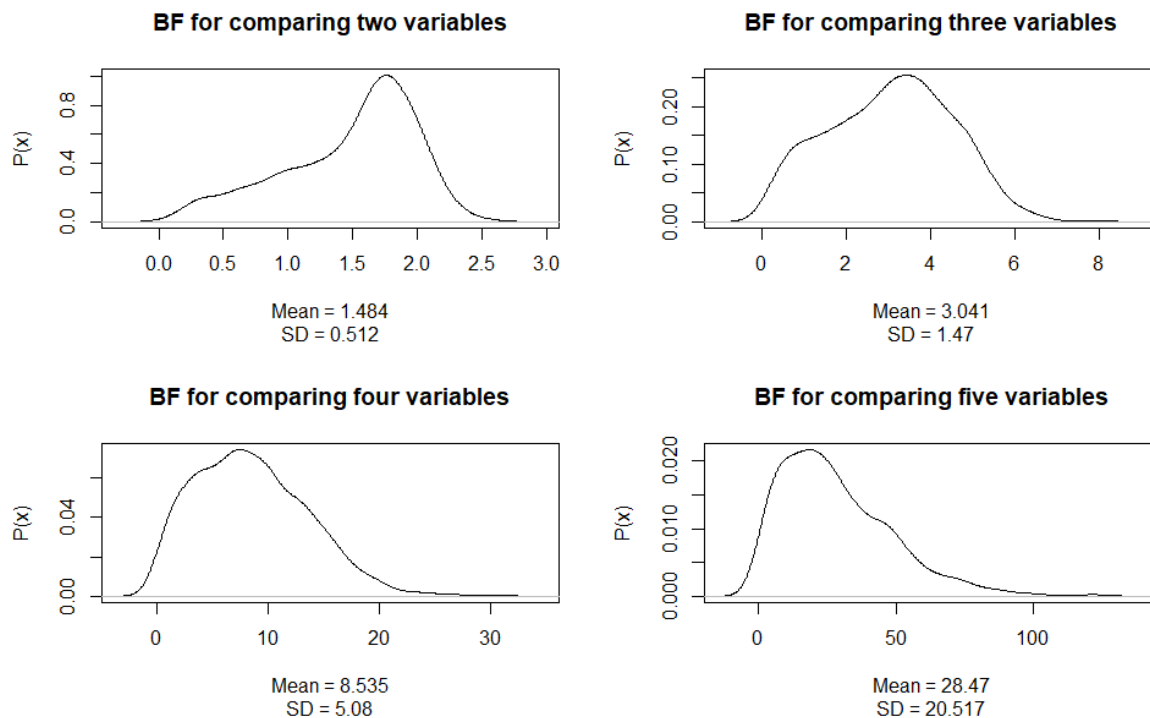 BF for comparing two variables
P(x)
0.0 0.4 0.8
0.0 0.5 1.0 1.5 2.0 2.5 3.0
Mean = 1.484
SD = 0.512
BF for comparing three variables
P(x)
0.00 0.10 0.20
0 2 4 6 8
Mean = 3.041
SD = 1.47
BF for comparing four variables
P(x)
0.00 0.04
0 10 20 30
Mean = 8.535
SD = 5.08
BF for comparing five variables
P(x)
0.000 0.010 0.020
0 50 100
Mean = 28.47
SD = 20.517